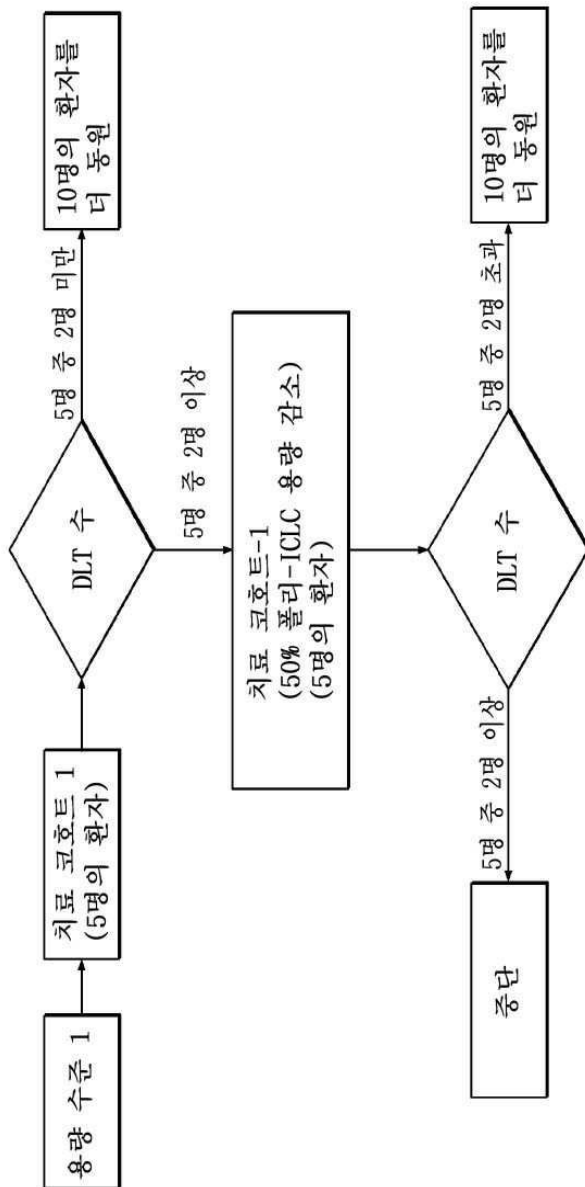 용량 수준 1
치료 코호트 1
(5명의 환자)
DLT 수
5명 중 2명 미만
10명의 환자를
더 동원
5명 중 2명 이상
치료 코호트-1
(50% 폴리-ICLC 용량 감소)
(5명의 환자)
DLT 수
5명 중 2명 이상
중단
5명 중 2명 초과
10명의 환자를
더 동원